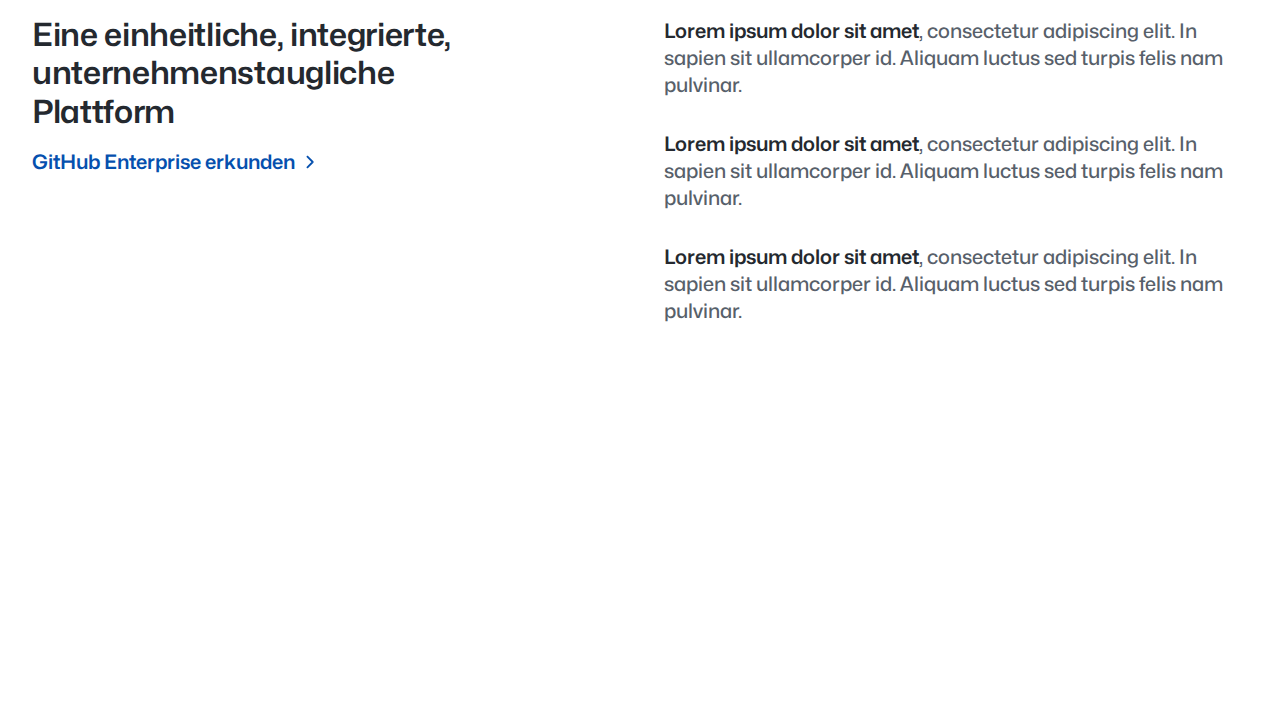 Eine einheitliche, integrierte,
unternehmenstaugliche
Plattform
GitHub Enterprise erkunden
Lorem ipsum dolor sit amet, consectetur adipiscing elit. In
sapien sit ullamcorper id. Aliquam luctus sed turpis felis nam
pulvinar.
Lorem ipsum dolor sit amet, consectetur adipiscing elit. In
sapien sit ullamcorper id. Aliquam luctus sed turpis felis nam
pulvinar.
Lorem ipsum dolor sit amet, consectetur adipiscing elit. In
sapien sit ullamcorper id. Aliquam luctus sed turpis felis nam
pulvinar.